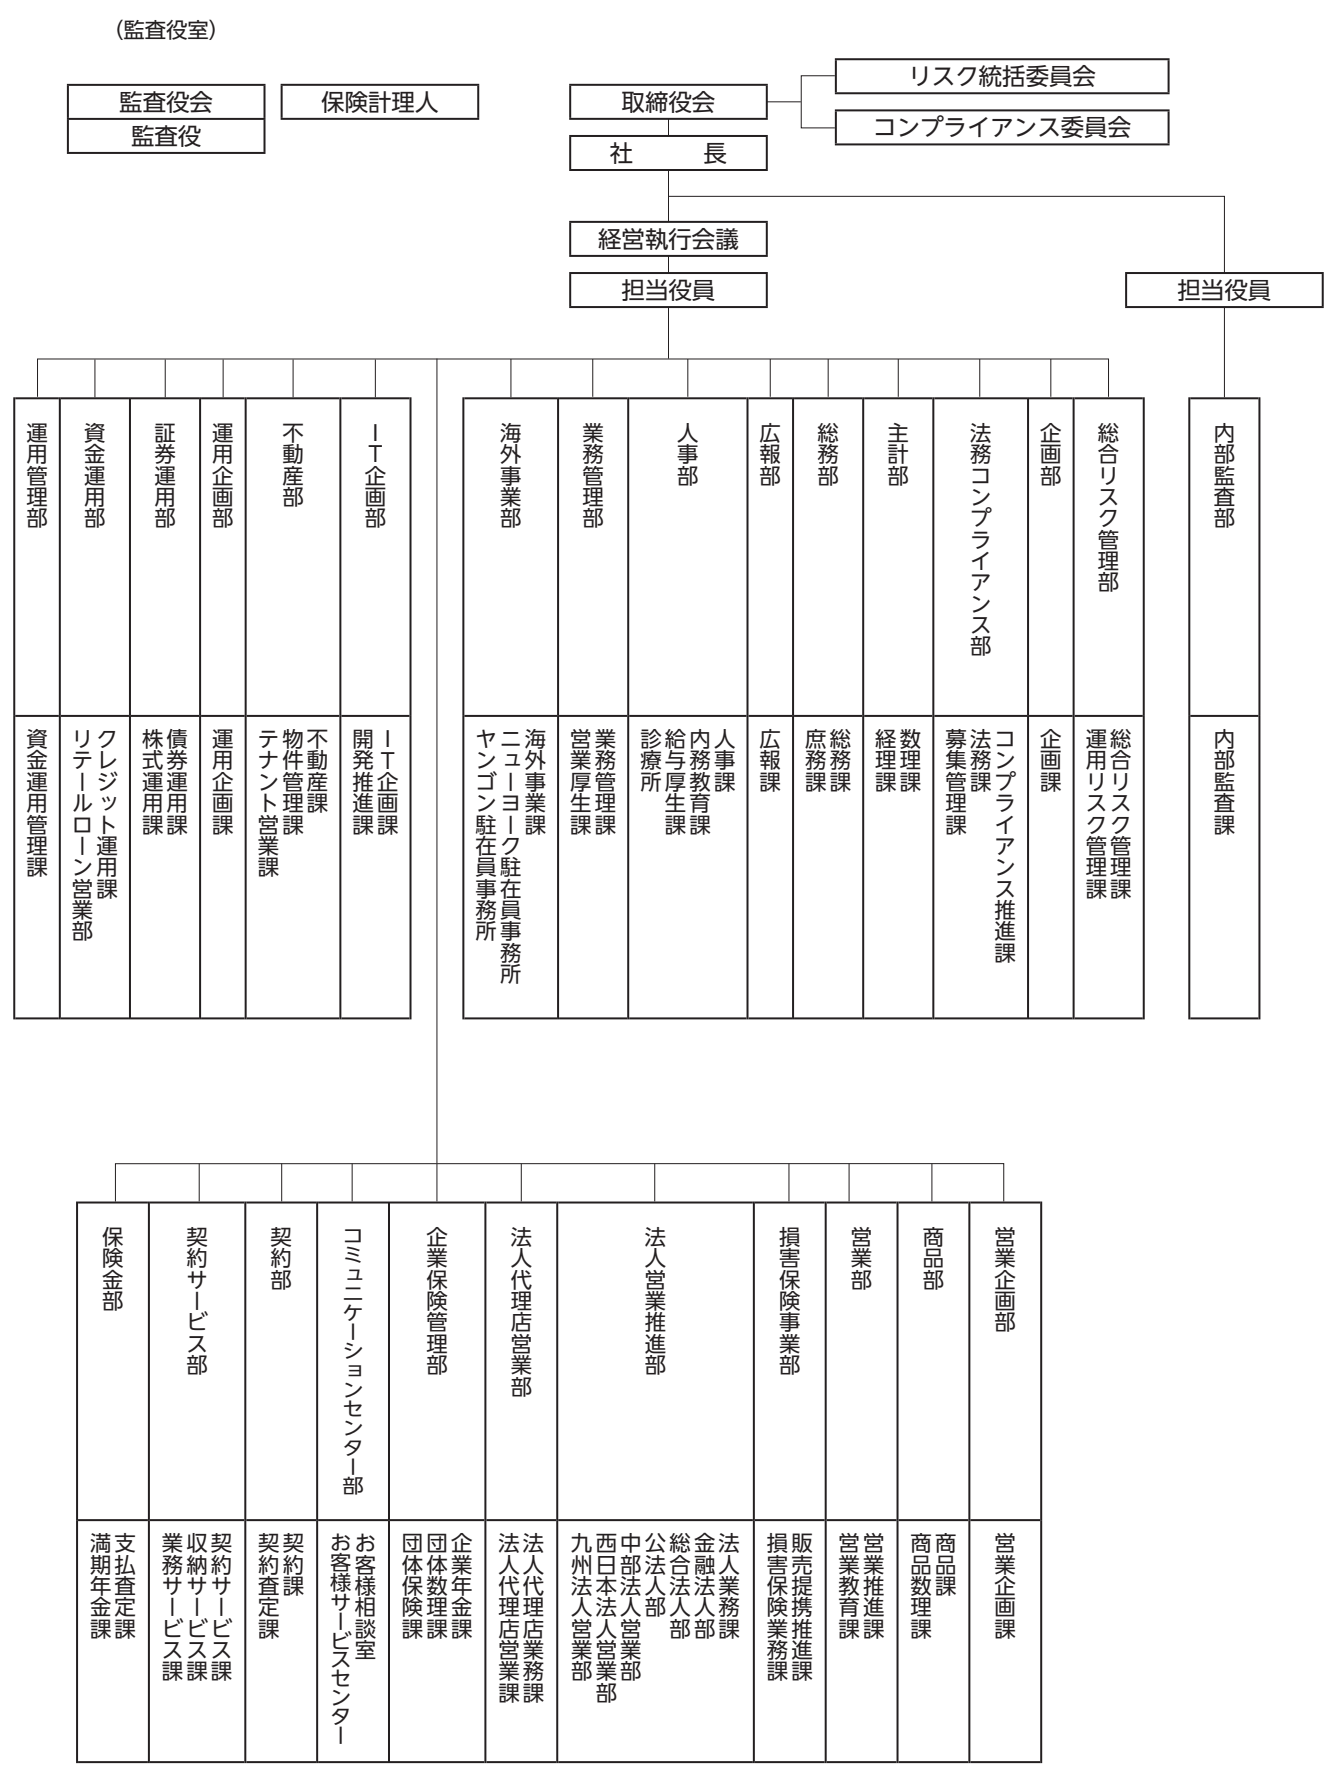 （監査役室）
監査役会
監査役
保険計理人
取締役会
リスク統括委員会
コンプライアンス委員会
社　　　長
経営執行会議
担当役員
担当役員
内部監査部
内部監査課
総合リスク管理部
総合リスク管理課
運用リスク管理課
企画部
企画課
法務コンプライアンス部
コンプライアンス推進課
法務課
募集管理課
主計部
数理課
経理課
総務部
総務課
庶務課
広報部
広報課
人事部
人事課
内務教育課
給与厚生課
診療所
業務管理部
業務管理課
営業厚生課
海外事業部
海外事業課
ニューヨーク駐在員事務所
ヤンゴン駐在員事務所
IT企画部
IT企画課
開発推進課
不動産部
不動産課
物件管理課
テナント営業課
運用企画部
運用企画課
証券運用部
債券運用課
株式運用課
資金運用部
クレジット運用課
リテールローン営業部
運用管理部
資金運用管理課
営業企画部
営業企画課
商品部
商品課
商品数理課
営業部
営業推進課
営業教育課
損害保険事業部
販売提携推進課
損害保険業務課
法人営業推進部
法人業務課
金融法人部
総合法人部
公法人部
中部法人営業部
西日本法人営業部
九州法人営業部
法人代理店営業部
法人代理店業務課
法人代理店営業課
企業保険管理部
企業年金課
団体数理課
団体保険課
コミュニケーションセンター部
お客様相談室
お客様サービスセンター
契約部
契約課
契約査定課
契約サービス部
契約サービス課
収納サービス課
業務サービス課
保険金部
支払査定課
満期年金課